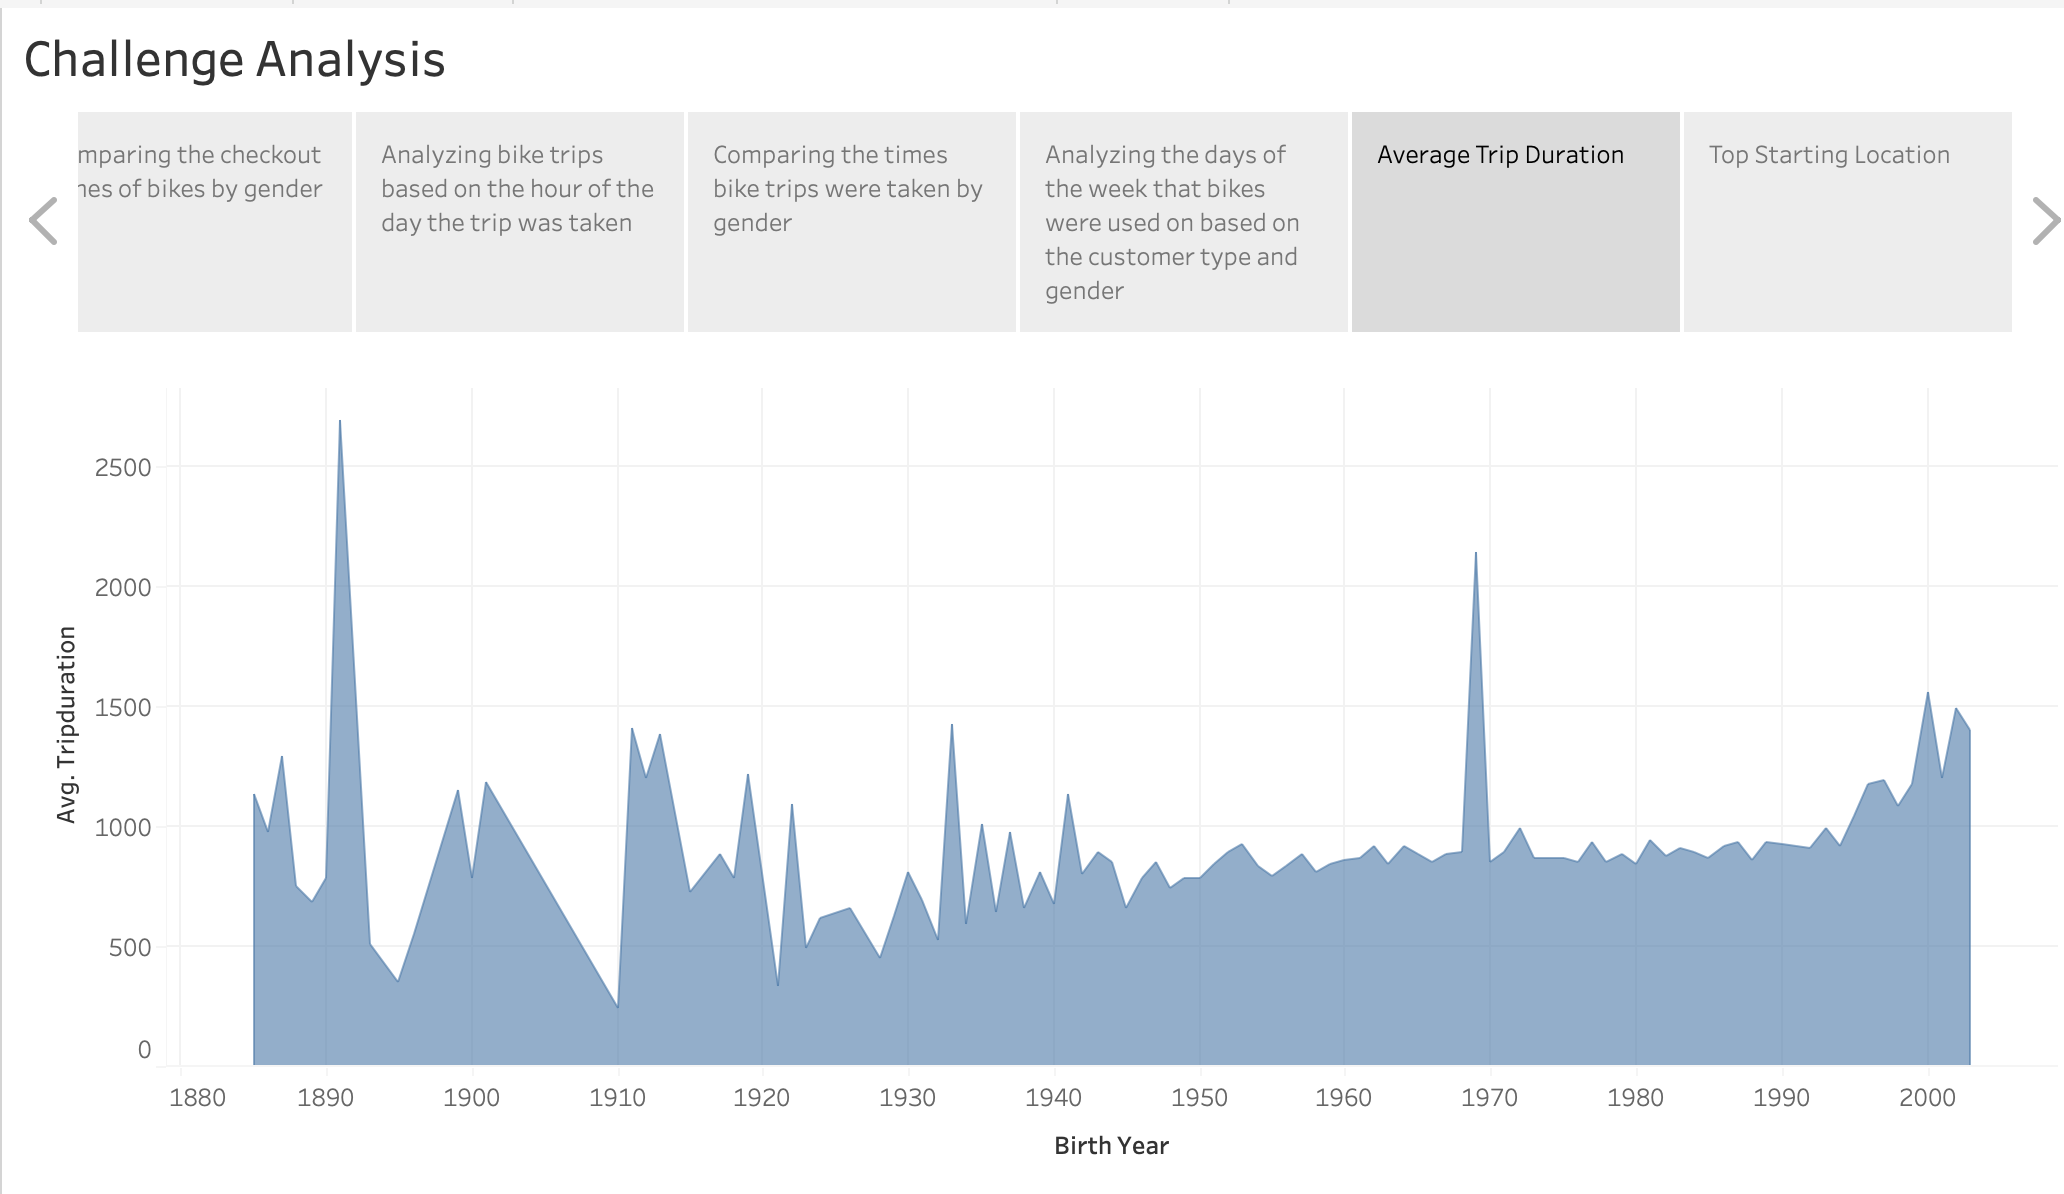 Challenge Analysis
mparing the checkout
nes of bikes by gender
Analyzing bike trips
based on the hour of the
day the trip was taken
Comparing the times
bike trips were taken by
gender
Analyzing the days of
the week that bikes
were used on based on
the customer type and
gender
Average Trip Duration
Top Starting Location
Avg. Tripduration
2500
2000
1500
1000
500
0
1880 1890 1900 1910 1920 1930 1940 1950 1960 1970 1980 1990 2000
Birth Year